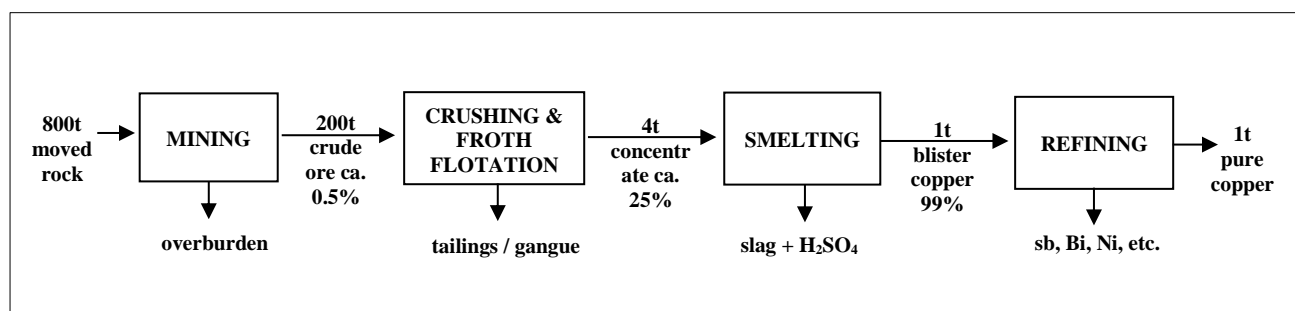 800t
moved
rock
MINING
200t
crude
ore ca.
0.5%
CRUSHING &
FROTH
FLOTATION
4t
concentr
ate ca.
25%
SMELTING
1t
blister
copper
99%
REFINING
1t
pure
copper
overburden
tailings / gangue
slag + H₂SO₄
sb, Bi, Ni, etc.